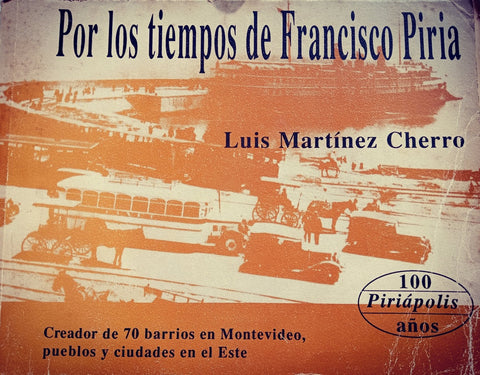 Por los tiempos de Francisco Piria
Luis Martínez Cherro
100
Piriápolis
años
Creador de 70 barrios en Montevideo,
pueblos y ciudades en el Este